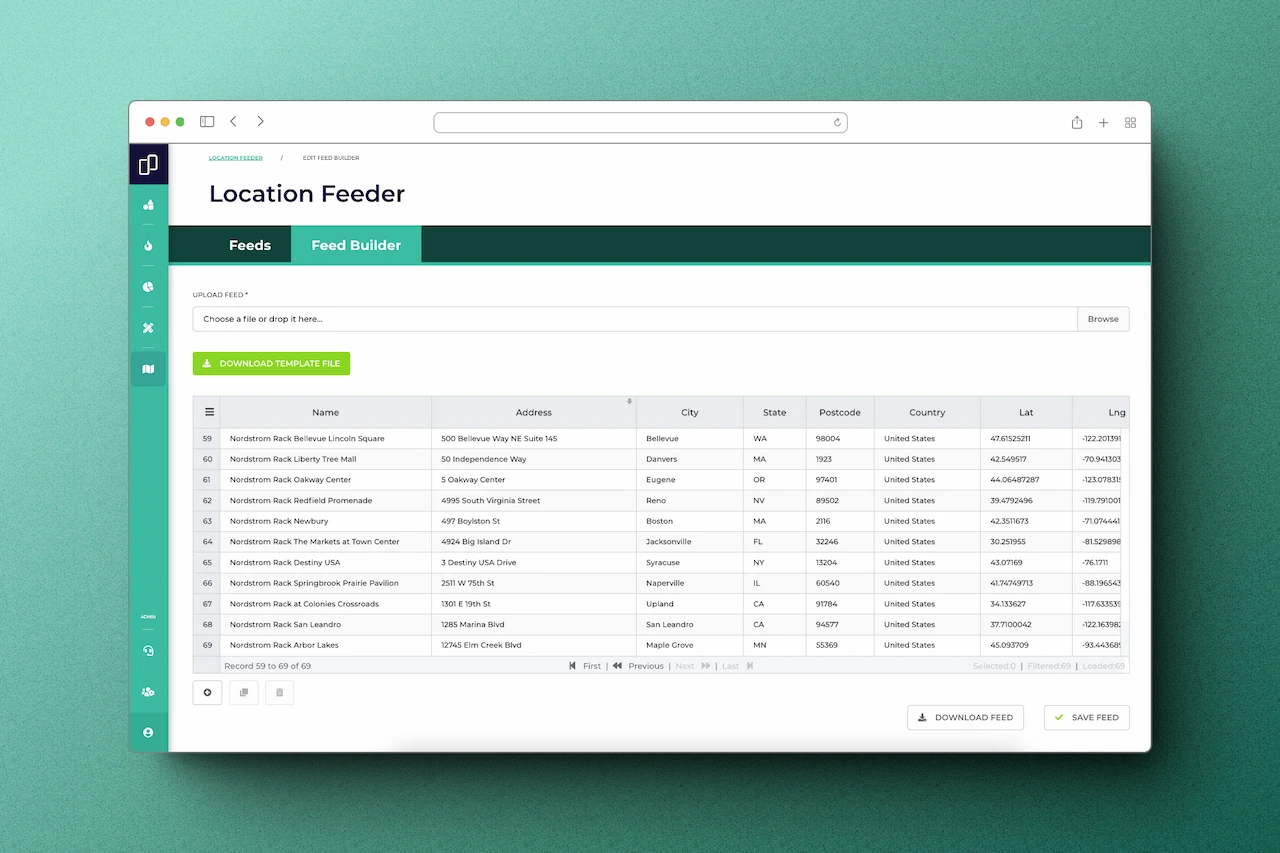 LOCATION FEEDER / EDIT FEED BUILDER
Location Feeder
Feeds Feed Builder
UPLOAD FEED *
Choose a file or drop it here... Browse
DOWNLOAD TEMPLATE FILE
Name Address City State Postcode Country Lat Lng
59 Nordstrom Rack Bellevue Lincoln Square 500 Bellevue Way NE Suite 145 Bellevue WA 98004 United States 47.61525211 -122.201391
60 Nordstrom Rack Liberty Tree Mall 50 Independence Way Danvers MA 1923 United States 42.549517 -70.941303
61 Nordstrom Rack Oakway Center 5 Oakway Center Eugene OR 97401 United States 44.06487287 -123.078315
62 Nordstrom Rack Redfield Promenade 4995 South Virginia Street Reno NV 89502 United States 39.4792496 -119.791001
63 Nordstrom Rack Newbury 497 Boylston St Boston MA 2116 United States 42.3511673 -71.074441
64 Nordstrom Rack The Markets at Town Center 4924 Big Island Dr Jacksonville FL 32246 United States 30.251955 -81.529898
65 Nordstrom Rack Destiny USA 3 Destiny USA Drive Syracuse NY 13204 United States 43.07169 -76.1711
66 Nordstrom Rack Springbrook Prairie Pavilion 2511 W 75th St Naperville IL 60540 United States 41.74749713 -88.196543
67 Nordstrom Rack at Colonies Crossroads 1301 E 19th St Upland CA 91784 United States 34.133627 -117.633539
68 Nordstrom Rack San Leandro 1285 Marina Blvd San Leandro CA 94577 United States 37.7100042 -122.163982
69 Nordstrom Rack Arbor Lakes 12745 Elm Creek Blvd Maple Grove MN 55369 United States 45.093709 -93.443689
Record 59 to 69 of 69 First | Previous | Next | Last Selected:0 | Filtered:69 | Loaded:69
ADMIN
DOWNLOAD FEED SAVE FEED